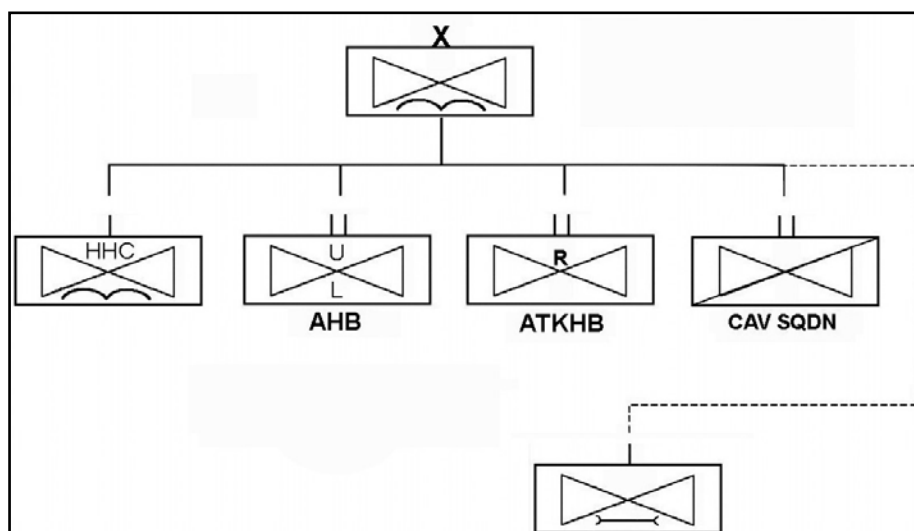 X
HHC
U
R
L
AHB
ATKHB
CAV SQDN